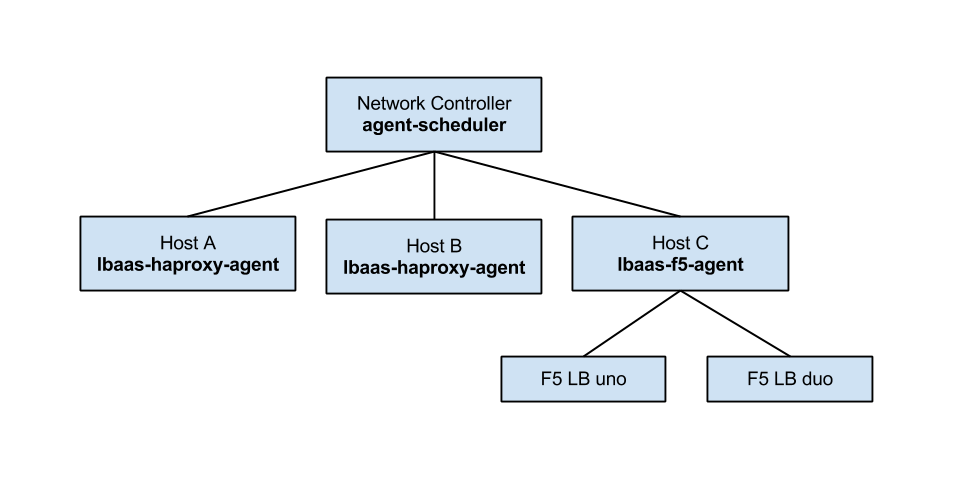 Network Controller
agent-scheduler
Host A
lbaas-haproxy-agent
Host B
lbaas-haproxy-agent
Host C
lbaas-f5-agent
F5 LB uno
F5 LB duo